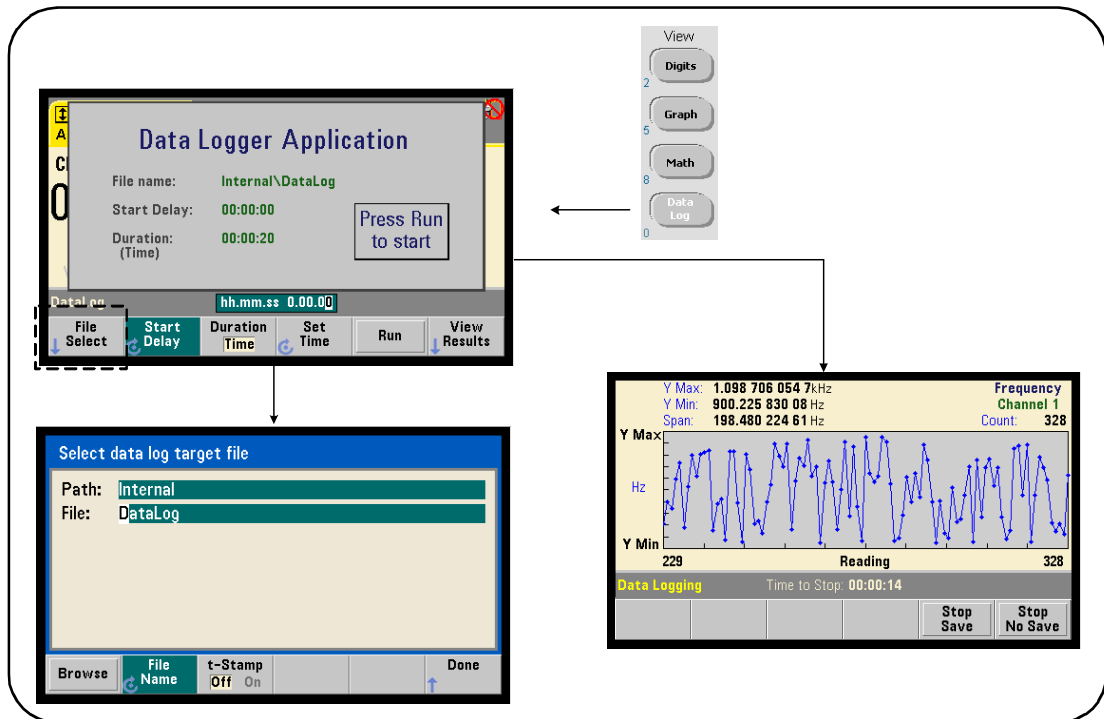 View
Digits
2
Graph
5
Math
8
Data
Log
0
A
Cl
0
Data Logger Application
File name: Internal\DataLog
Start Delay: 00:00:00
Duration: 00:00:20
(Time)
Press Run
to start
DataLog
hh.mm.ss 0.00.00
File
Select
Start
Delay
Duration
Time
Set
Time
Run
View
Results
Select data log target file
Path: Internal
File: DataLog
Browse
File
Name
t-Stamp
Off On
Done
Y Max: 1.098 706 054 7kHz
Y Min: 900.225 830 08 Hz
Span: 198.480 224 61 Hz
Frequency
Channel 1
Count: 328
Y Max
Hz
Y Min
229 Reading 328
Data Logging Time to Stop: 00:00:14
Stop
Save
Stop
No Save